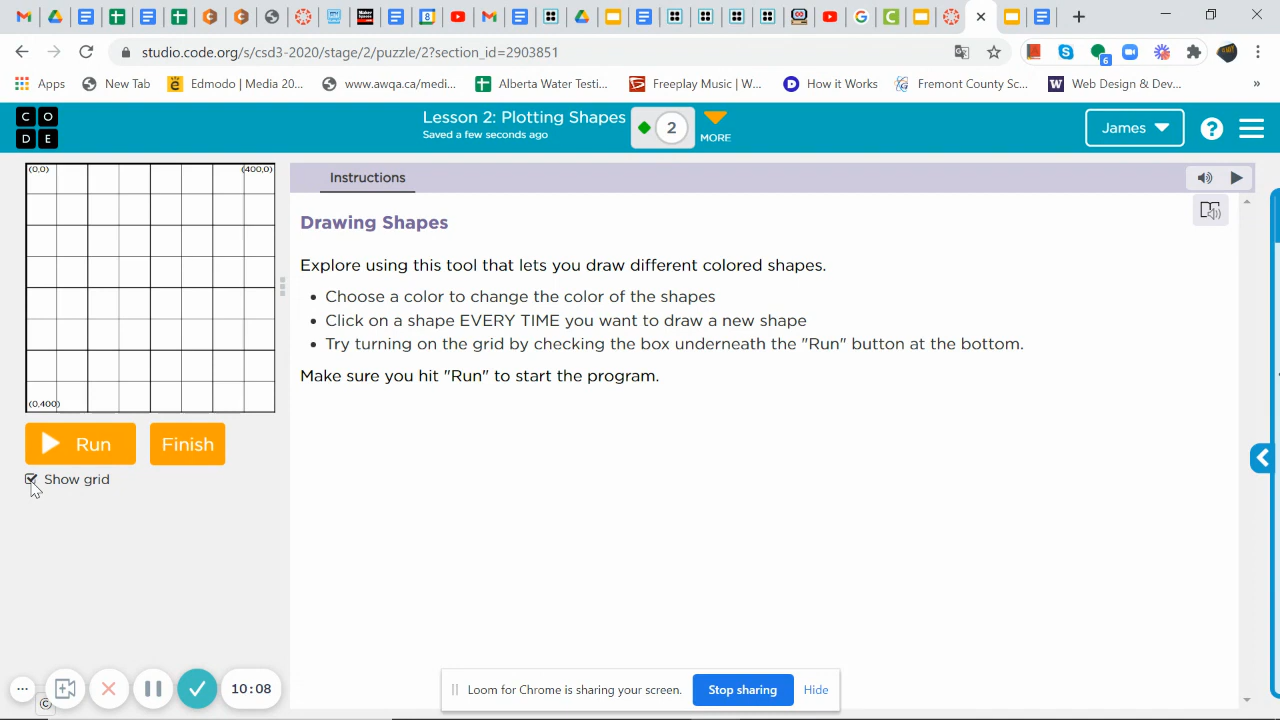 studio.code.org/s/csd3-2020/stage/2/puzzle/2?section_id=2903851
6
Apps
New Tab
Edmodo | Media 20...
www.awqa.ca/medi...
Alberta Water Testi...
Freeplay Music | W...
How it Works
Fremont County Sc...
Web Design & Dev...
»
C O
D E
Lesson 2: Plotting Shapes
Saved a few seconds ago
2
MORE
James
?
(0,0)
(400,0)
(0,400)
Run
Finish
Show grid
Instructions
Drawing Shapes
Explore using this tool that lets you draw different colored shapes.
• Choose a color to change the color of the shapes
• Click on a shape EVERY TIME you want to draw a new shape
• Try turning on the grid by checking the box underneath the "Run" button at the bottom.
Make sure you hit "Run" to start the program.
10:08
Loom for Chrome is sharing your screen.
Stop sharing
Hide